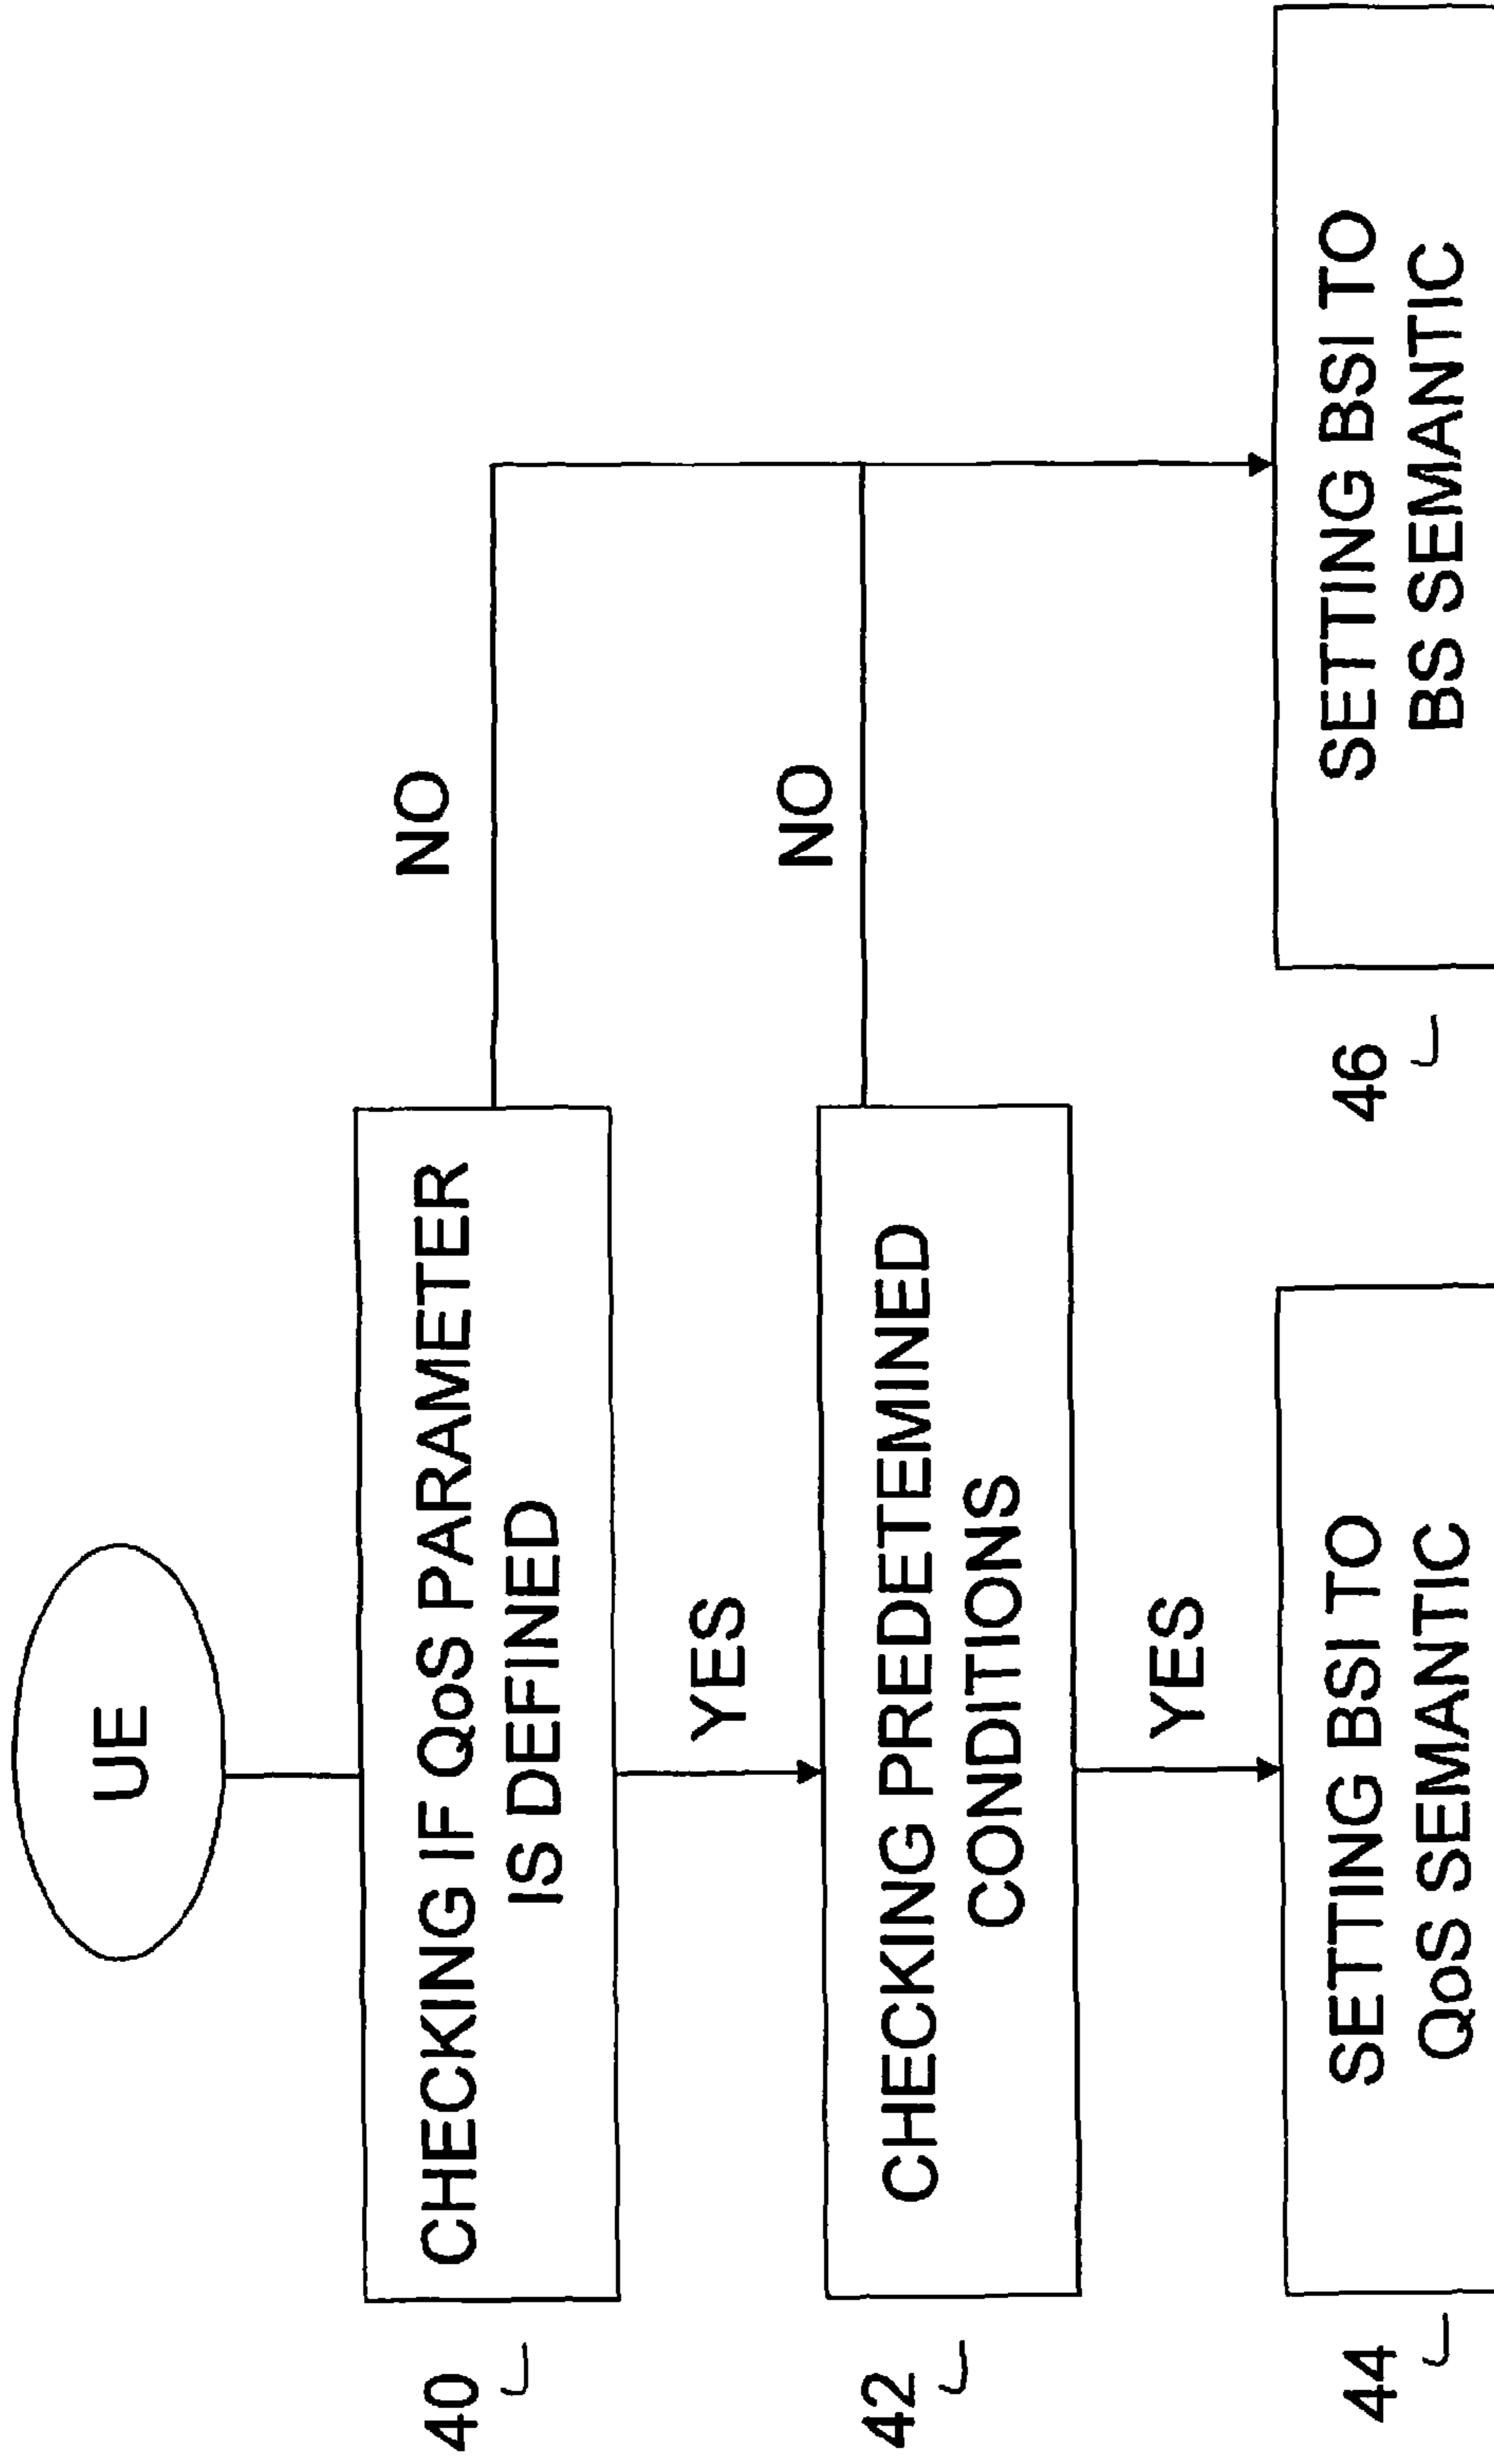 UE
40
CHECKING IF QoS PARAMETER
IS DEFINED
NO
YES
42
CHECKING PREDETEMINED
CONDITIONS
NO
YES
44
SETTING BSI TO
QoS SEMANTIC
46
SETTING BSI TO
BS SEMANTIC